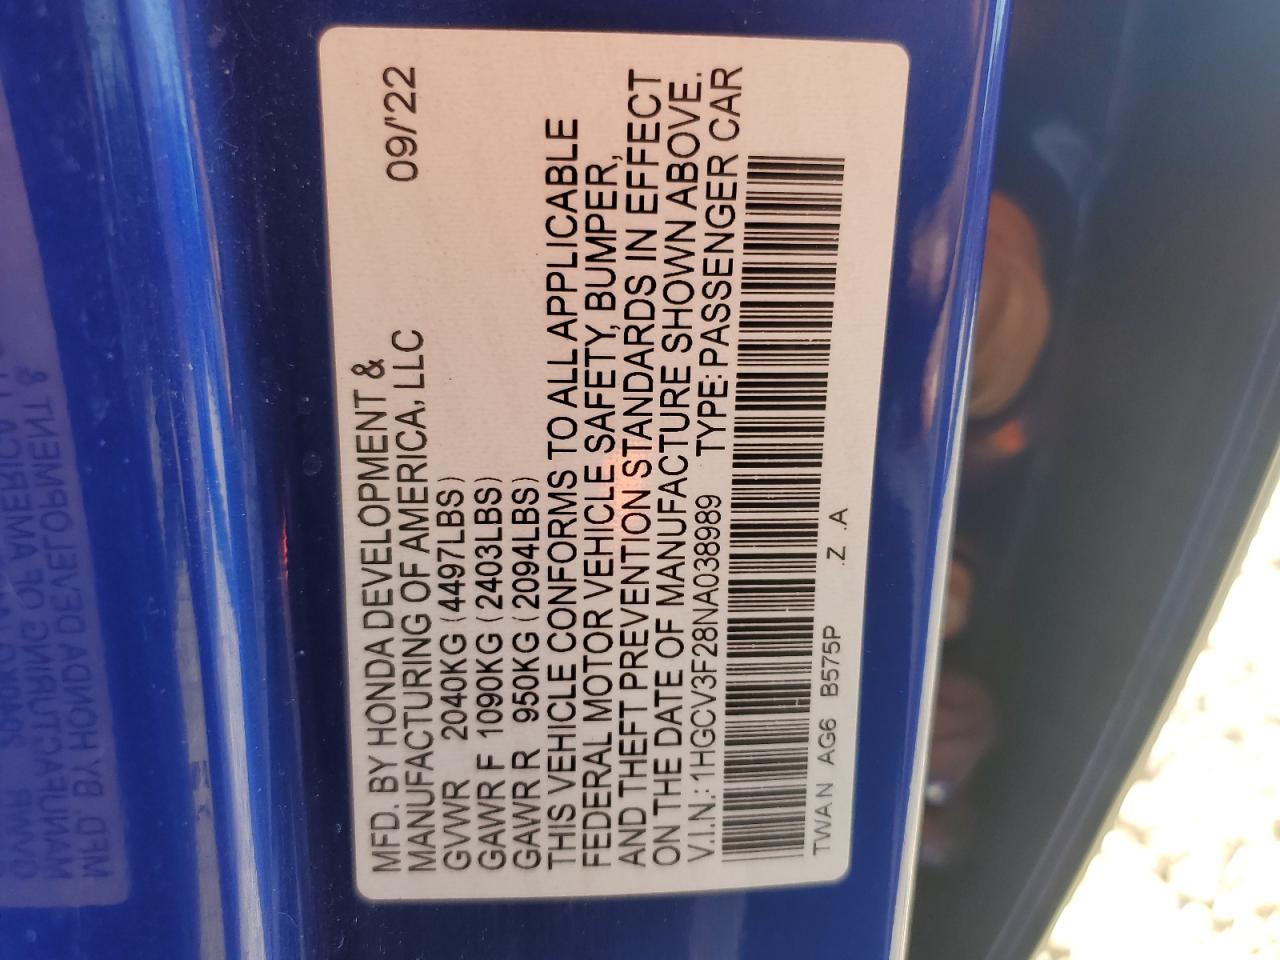 MFD. BY HONDA DEVELOPMENT &
MANUFACTURING OF AMERICA, LLC 09/'22
GVWR 2040KG (4497LBS)
GAWR F 1090KG (2403LBS)
GAWR R 950KG (2094LBS)
THIS VEHICLE CONFORMS TO ALL APPLICABLE
FEDERAL MOTOR VEHICLE SAFETY, BUMPER,
AND THEFT PREVENTION STANDARDS IN EFFECT
ON THE DATE OF MANUFACTURE SHOWN ABOVE.
V.I.N.: 1HGCV3F28NA038989 TYPE: PASSENGER CAR
TWAN AG6 B575P .Z .A